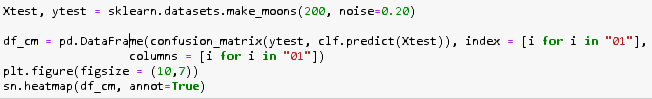 Xtest, ytest = sklearn.datasets.make_moons(200, noise=0.20)
df_cm = pd.DataFrame(confusion_matrix(ytest, clf.predict(Xtest)), index = [i for i in "01"],
columns = [i for i in "01"])
plt.figure(figsize = (10,7))
sn.heatmap(df_cm, annot=True)